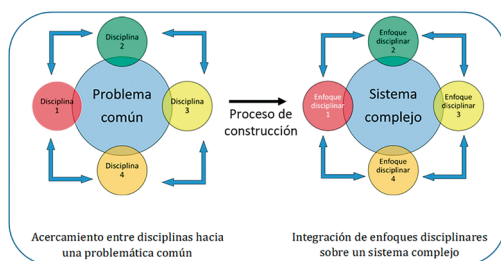 Disciplina
2
Disciplina
1
Problema
común
Disciplina
3
Disciplina
4
Proceso de
construcción
Enfoque
disciplinar
2
Enfoque
disciplinar
1
Sistema
complejo
Enfoque
disciplinar
3
Enfoque
disciplinar
4
Acercamiento entre disciplinas hacia
una problemática común
Integración de enfoques disciplinares
sobre un sistema complejo